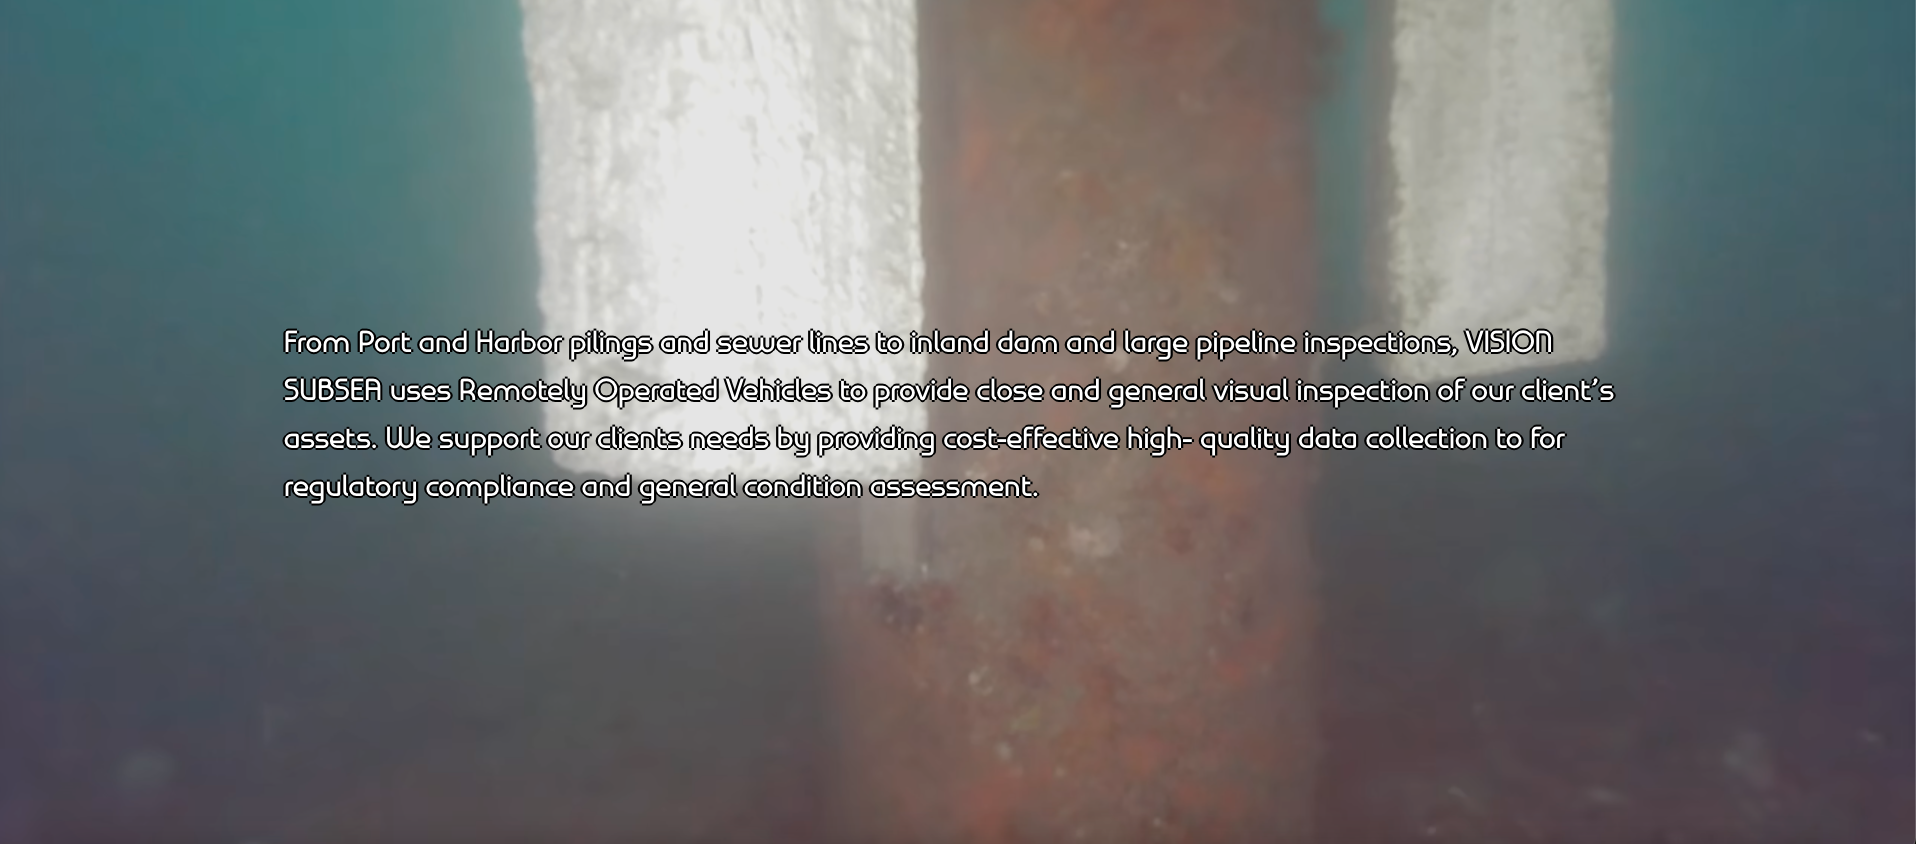 From Port and Harbor pilings and sewer lines to inland dam and large pipeline inspections, VISION
SUBSEA uses Remotely Operated Vehicles to provide close and general visual inspection of our client's
assets. We support our clients needs by providing cost-effective high- quality data collection to for
regulatory compliance and general condition assessment.